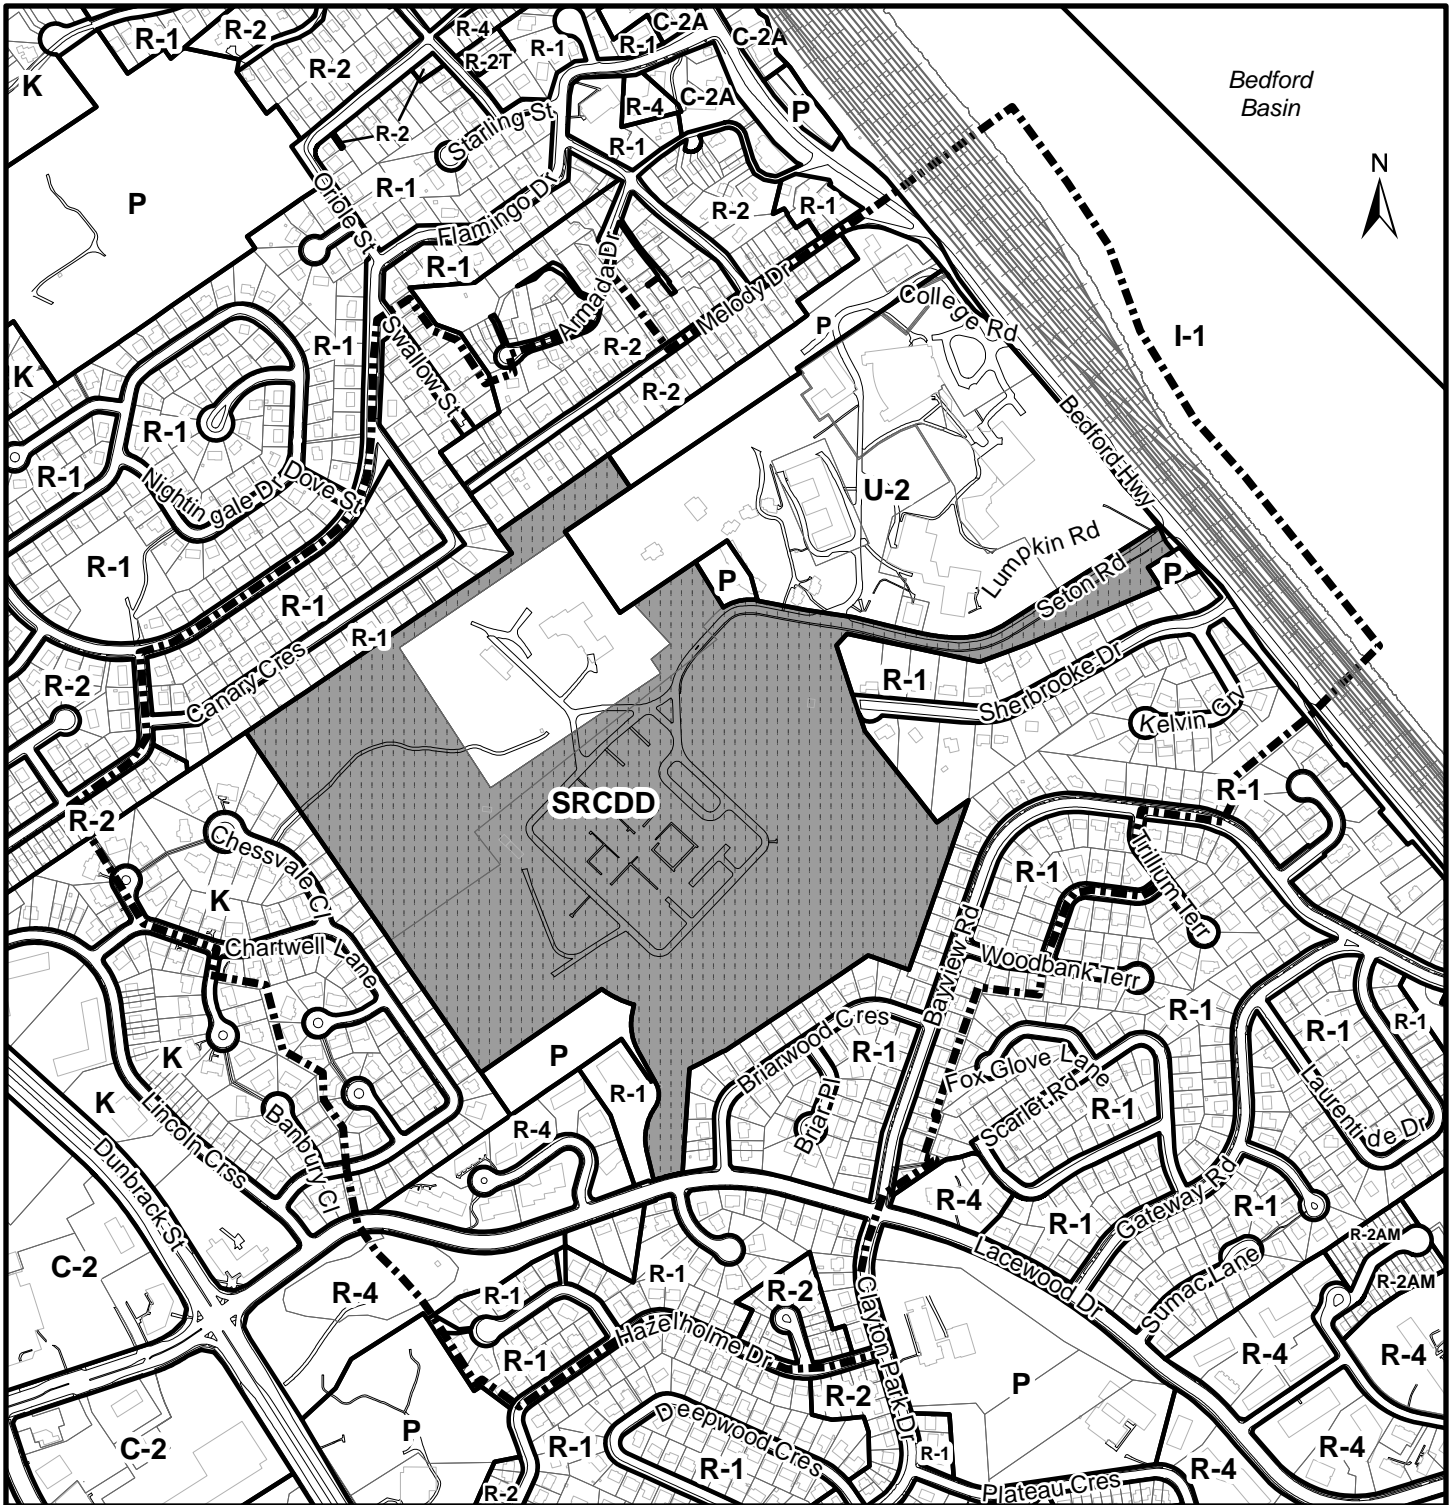 R-1
R-2
R-4
C-2A
C-2A
R-2
R-2T
R-1
R-1
Bedford
Basin
K
R-4
C-2A
P
R-2
Starling St
R-1
N
P
Oriole St
R-1
Flamingo Dr
R-2
R-1
R-1
Armada Dr
Melody Dr
College Rd
P
I-1
R-1
Swallow St
R-2
R-2
K
R-1
R-1
Nightin gale Dr
Dove St
Bedford Hwy
U-2
Lumpkin Rd
R-1
P
Seton Rd
P
R-1
R-1
R-2
Canary Cres
R-1
Sherbrooke Dr
Kelvin Grv
R-1
SRCDD
R-2
Chessvale Cl
Trillium Terr
R-1
K
Chartwell Lane
Bayview Rd
Woodbank Terr
R-1
R-1
R-1
Briarwood Cres
R-1
K
P
Fox Glove Lane
K
R-1
Scarlet Rd
R-1
Lincoln Crss
Banbury Cl
R-4
Briar Pl
Laurentide Dr
Dunbrack St
R-4
R-1
Gateway Rd
R-1
R-2AM
C-2
Lacewood Dr
Sumac Lane
R-2AM
R-4
R-1
R-1
R-2
Clayton Park Dr
Hazelholme Dr
R-1
R-4
R-4
P
R-2
P
Deepwood Cres
C-2
R-1
R-1
R-1
R-4
R-4
R-2
Plateau Cres